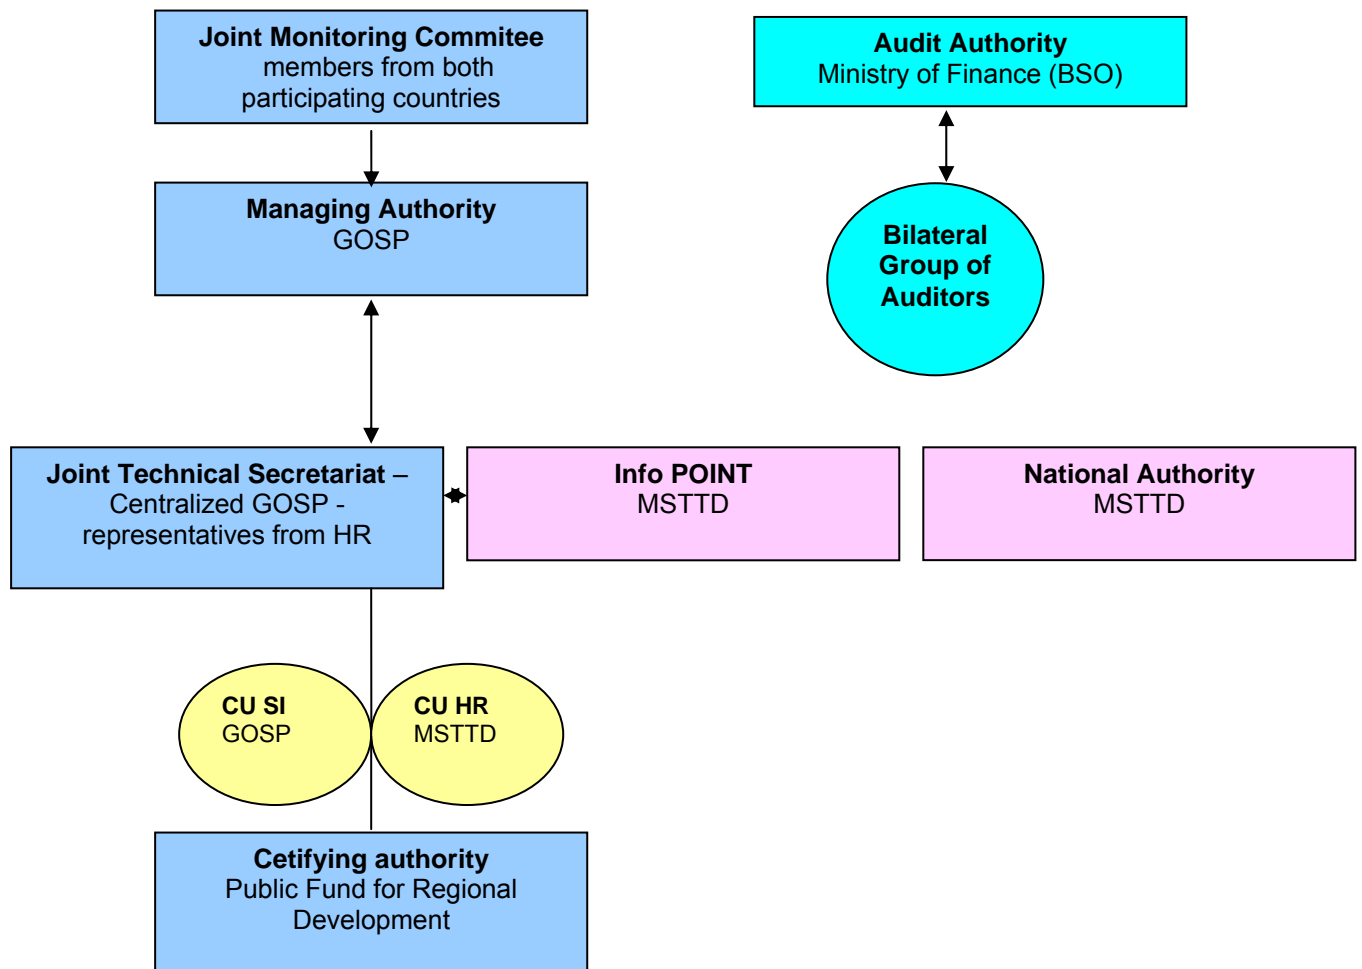 Joint Monitoring Commitee
members from both
participating countries
Audit Authority
Ministry of Finance (BSO)
Managing Authority
GOSP
Bilateral
Group of
Auditors
Joint Technical Secretariat –
Centralized GOSP -
representatives from HR
Info POINT
MSTTD
National Authority
MSTTD
CU SI
GOSP
CU HR
MSTTD
Cetifying authority
Public Fund for Regional
Development